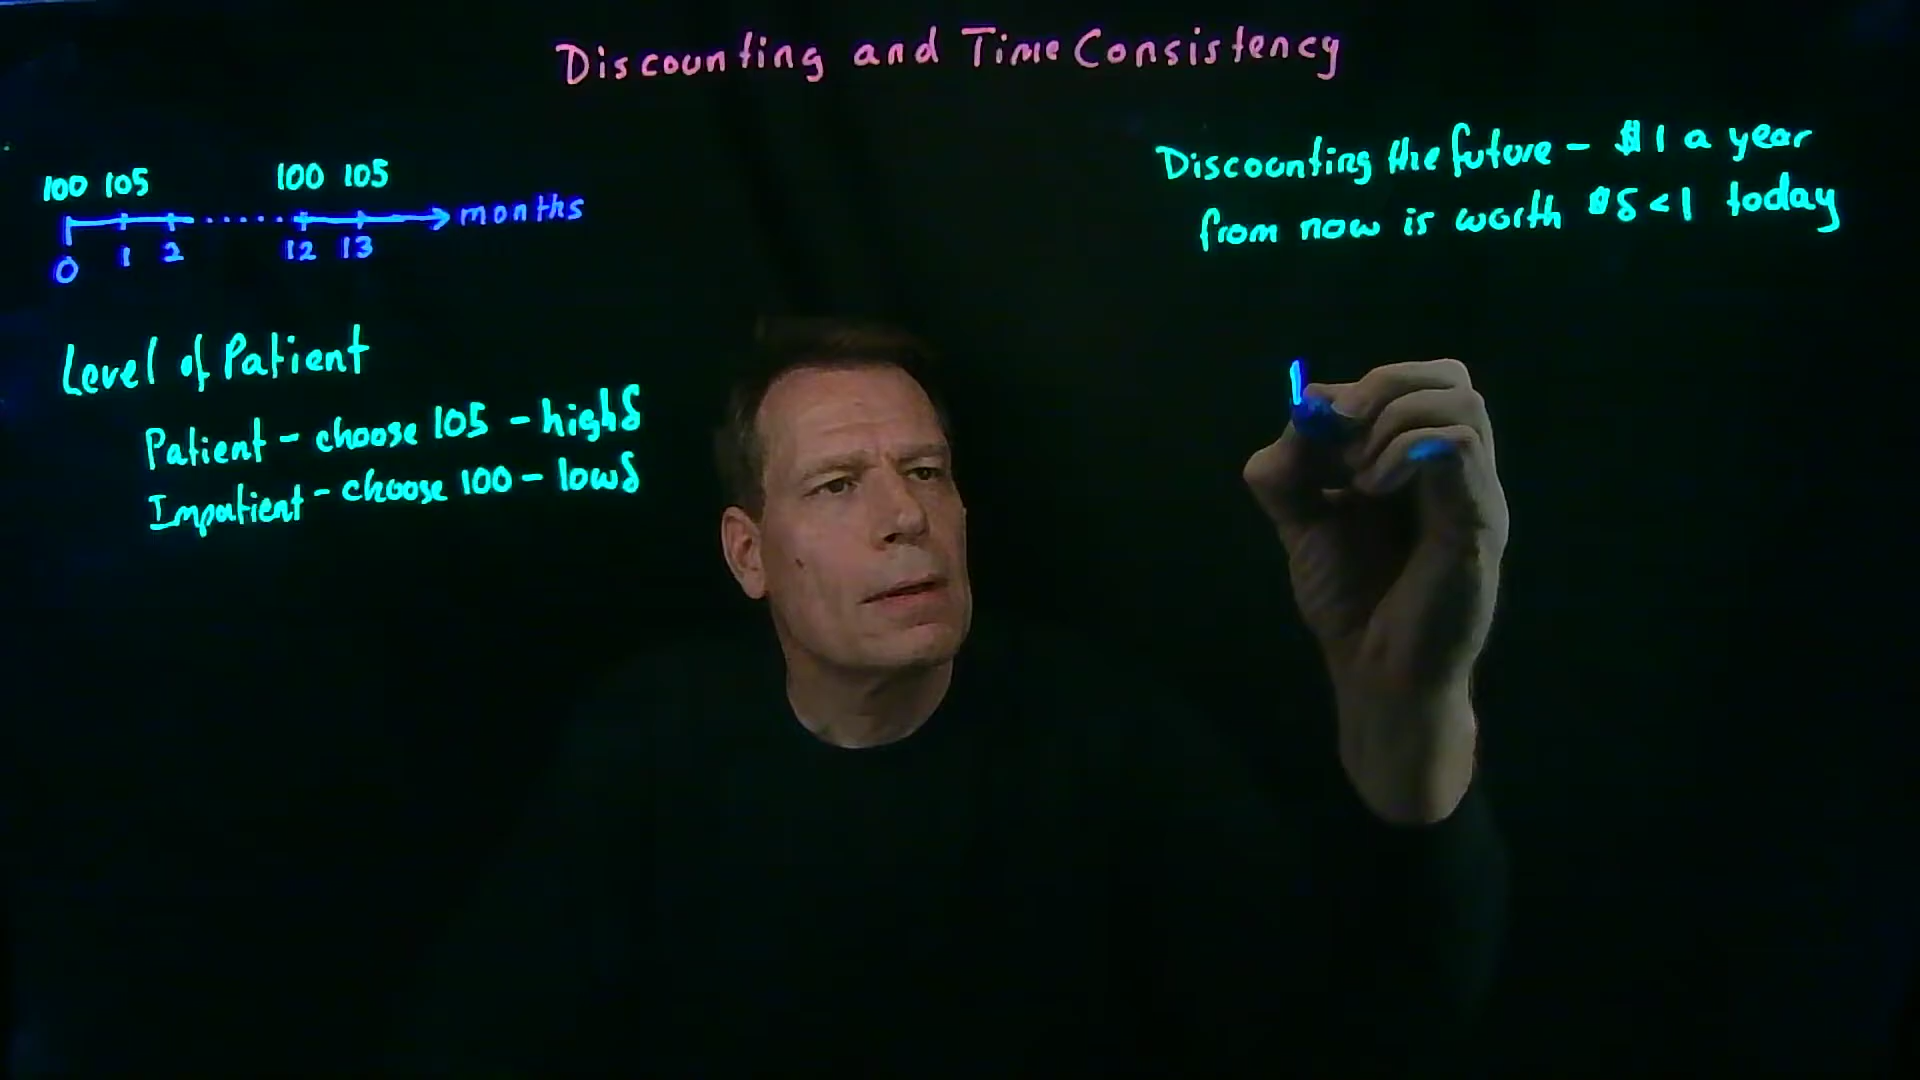 Discounting and Time Consistency
100 105 100 105
months
0 1 2 12 13
Level of Patient
Patient - choose 105 - high δ
Impatient - choose 100 - low δ
Discounting the future - $1 a year
from now is worth $δ<1 today